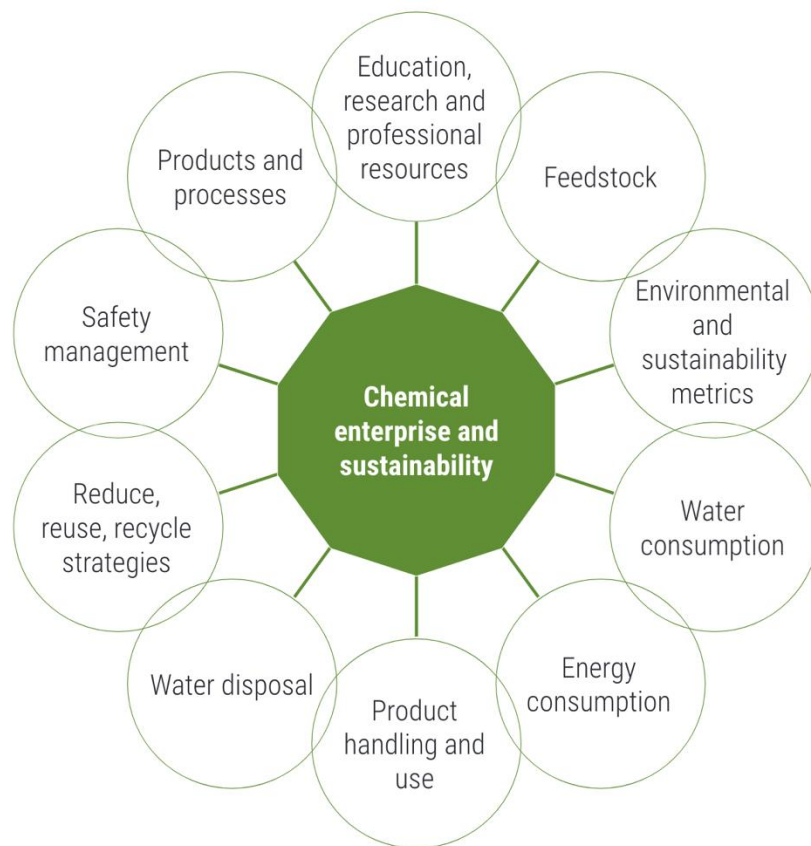 Education,
research and
professional
resources
Feedstock
Environmental
and
sustainability
metrics
Water
consumption
Energy
consumption
Product
handling and
use
Water disposal
Reduce,
reuse, recycle
strategies
Safety
management
Products and
processes
Chemical
enterprise and
sustainability